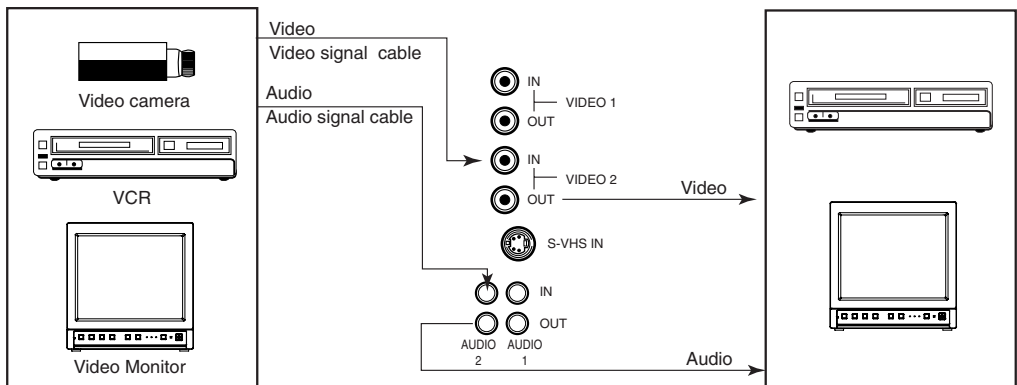 Video
Video signal cable
Audio
Audio signal cable
Video camera
VCR
Video Monitor
IN
VIDEO 1
OUT
IN
VIDEO 2
OUT
Video
S-VHS IN
IN
OUT
AUDIO 2
AUDIO 1
Audio